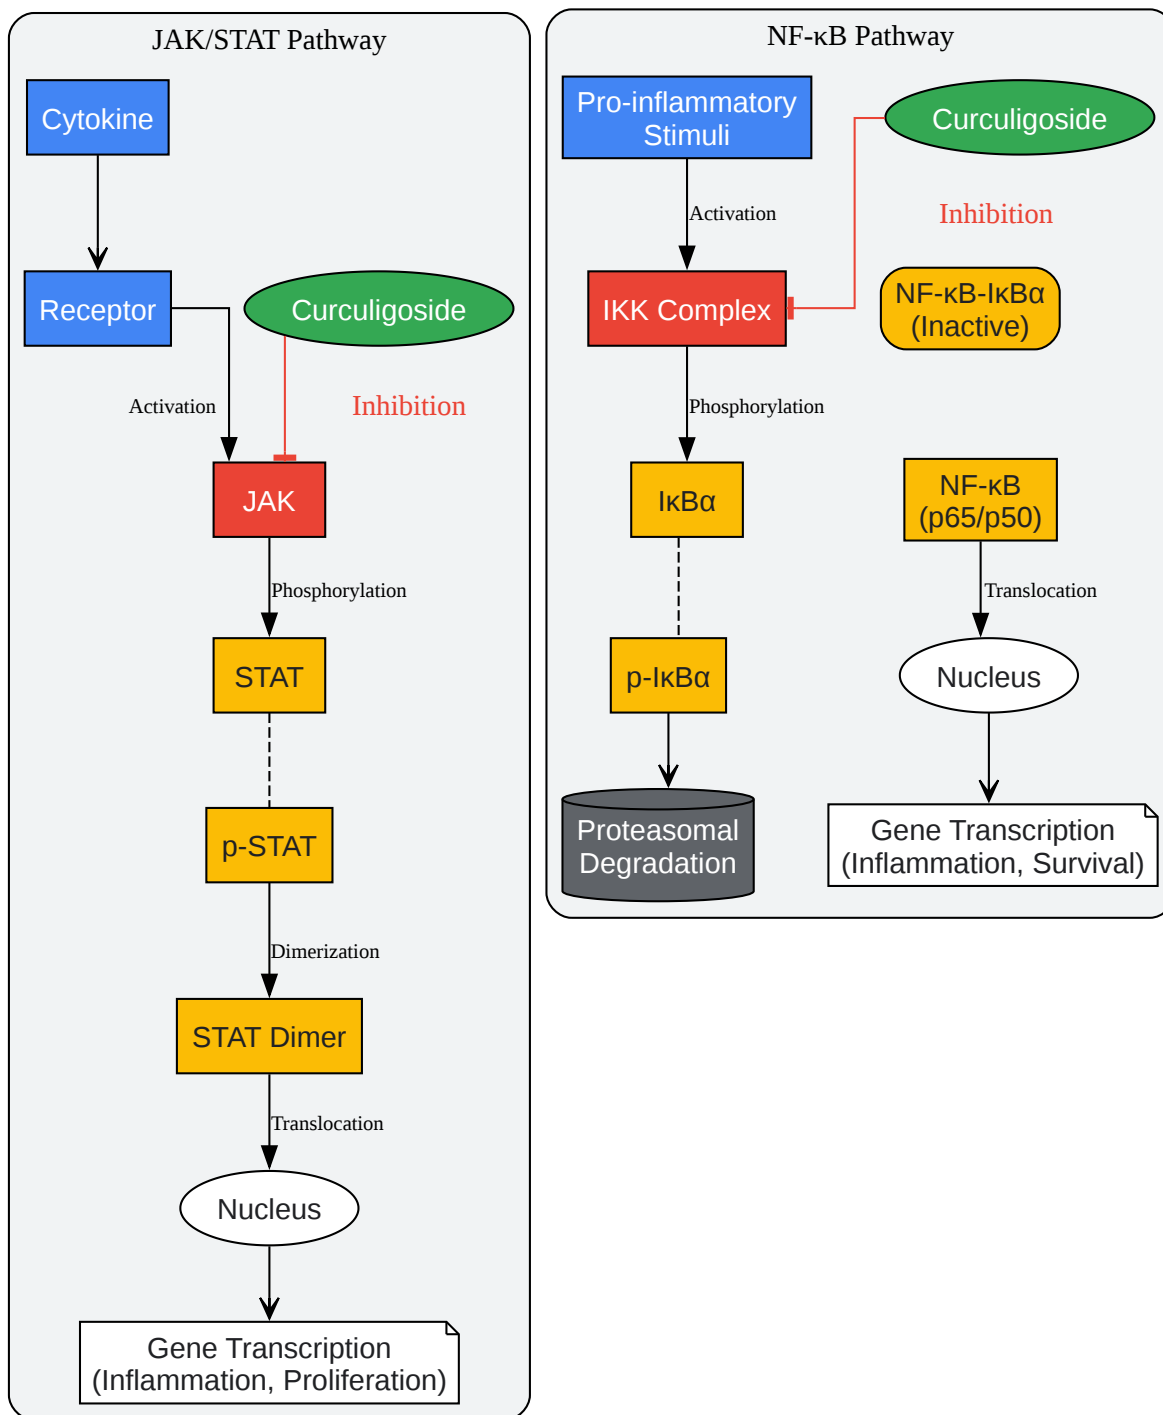 JAK/STAT Pathway
Cytokine
Receptor
Curculigoside
Activation
Inhibition
JAK
Phosphorylation
STAT
p-STAT
Dimerization
STAT Dimer
Translocation
Nucleus
Gene Transcription
(Inflammation, Proliferation)
NF-κB Pathway
Pro-inflammatory
Stimuli
Curculigoside
Activation
Inhibition
IKK Complex
NF-κB-IκBα
(Inactive)
Phosphorylation
IκBα
NF-κB
(p65/p50)
Translocation
p-IκBα
Nucleus
Proteasomal
Degradation
Gene Transcription
(Inflammation, Survival)